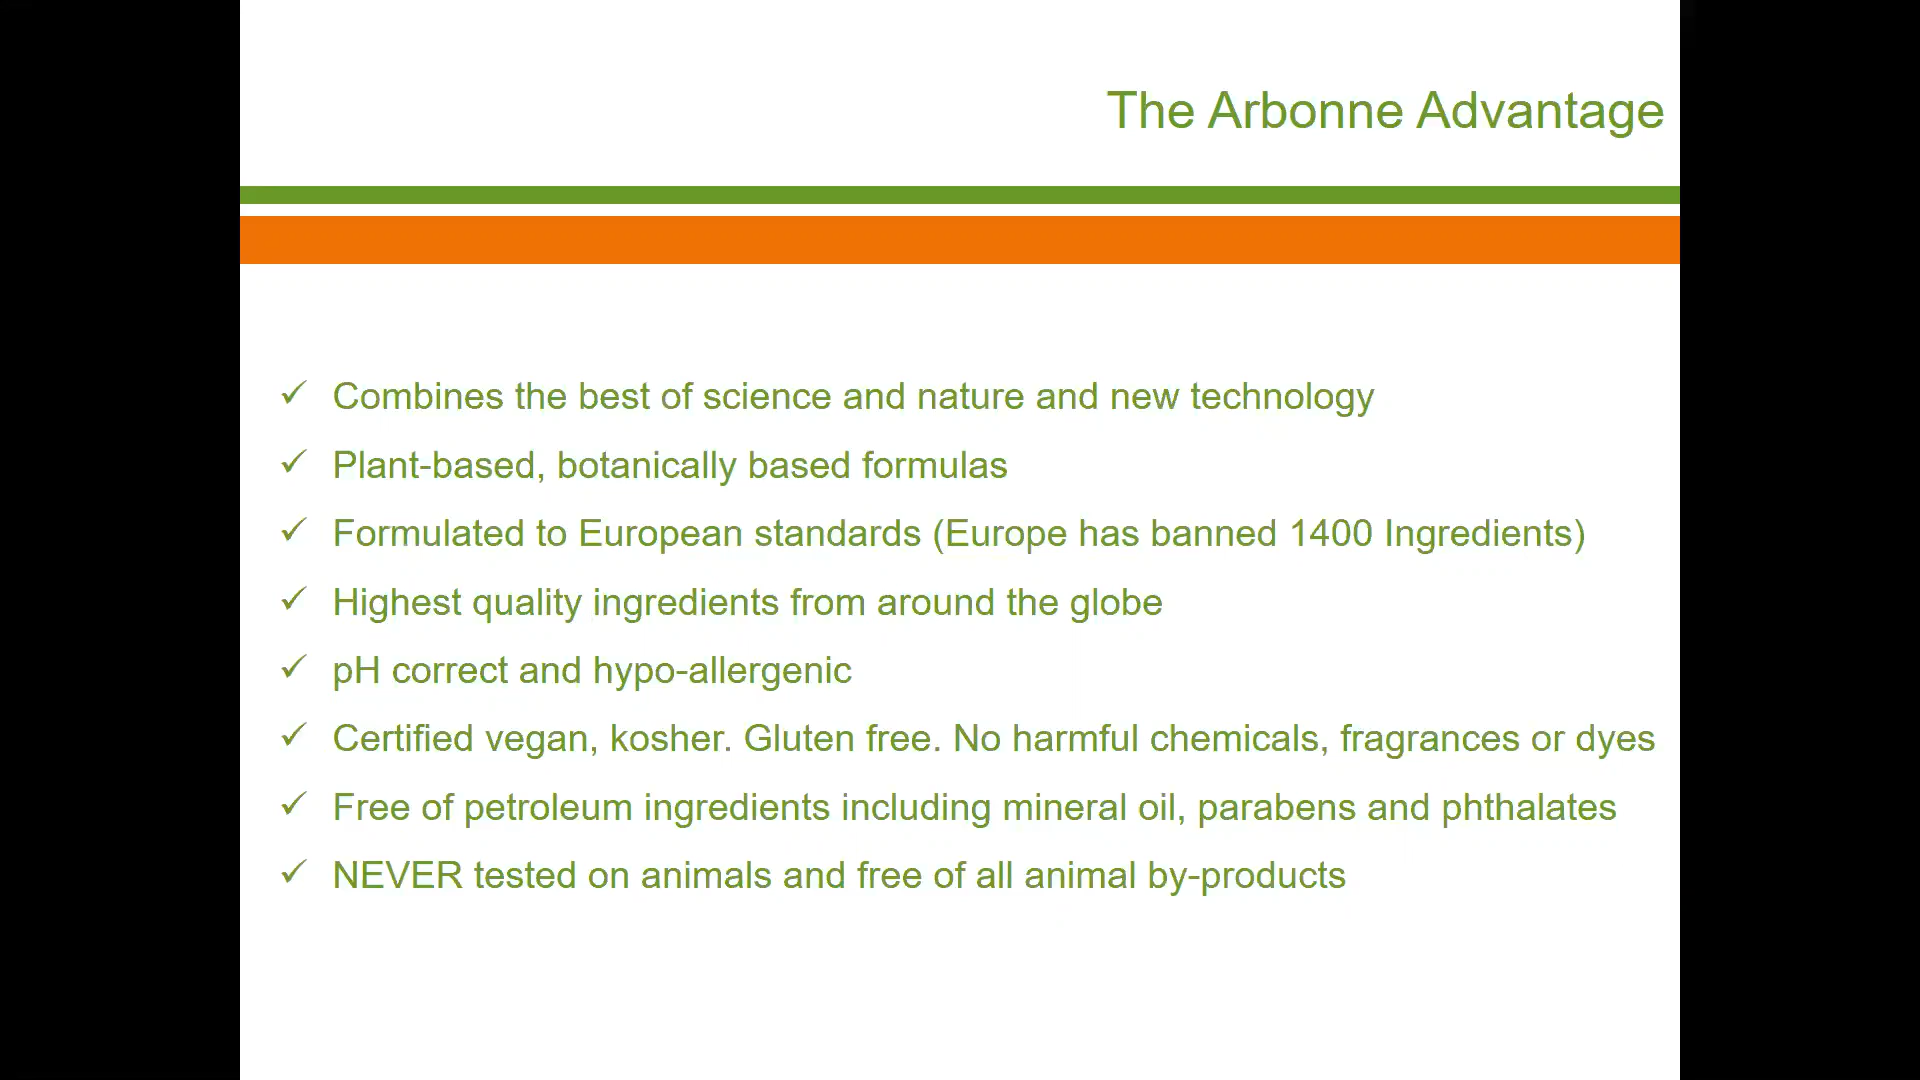 The Arbonne Advantage
✓ Combines the best of science and nature and new technology
✓ Plant-based, botanically based formulas
✓ Formulated to European standards (Europe has banned 1400 Ingredients)
✓ Highest quality ingredients from around the globe
✓ pH correct and hypo-allergenic
✓ Certified vegan, kosher. Gluten free. No harmful chemicals, fragrances or dyes
✓ Free of petroleum ingredients including mineral oil, parabens and phthalates
✓ NEVER tested on animals and free of all animal by-products